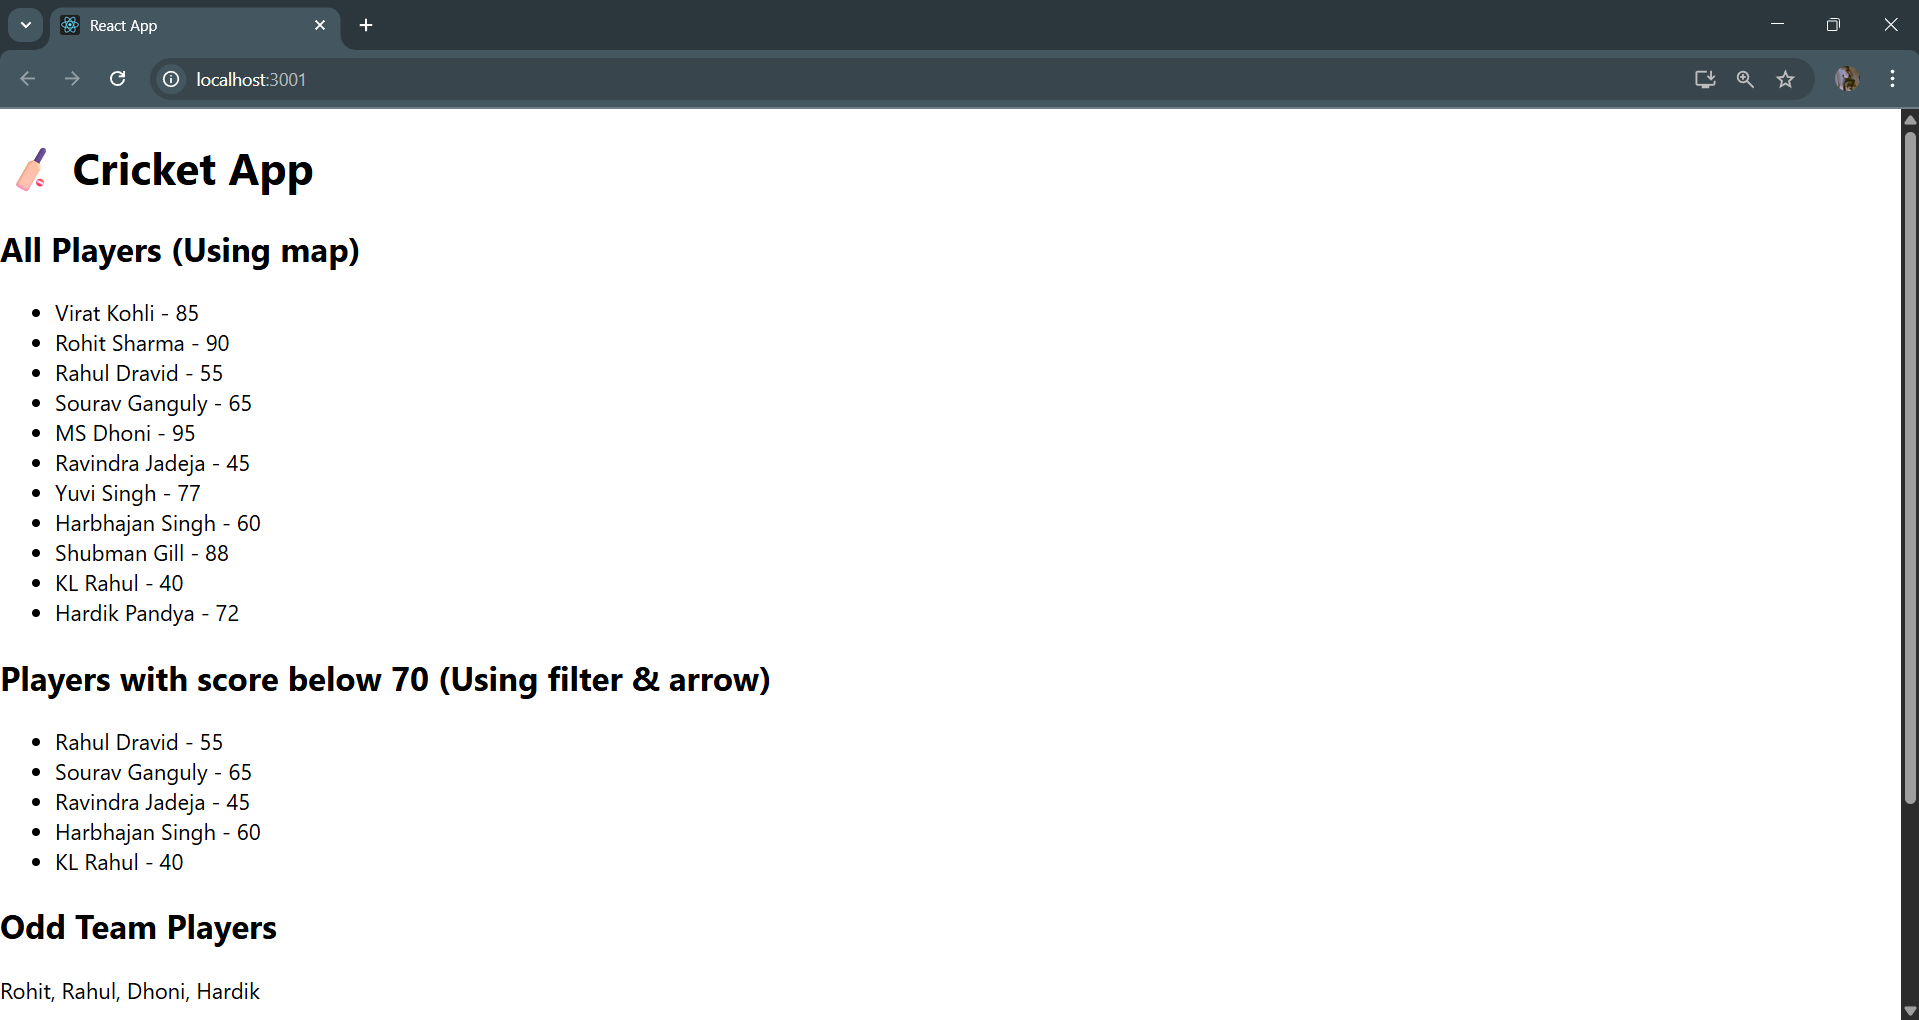 React App
localhost:3001
Cricket App
All Players (Using map)
• Virat Kohli - 85
• Rohit Sharma - 90
• Rahul Dravid - 55
• Sourav Ganguly - 65
• MS Dhoni - 95
• Ravindra Jadeja - 45
• Yuvi Singh - 77
• Harbhajan Singh - 60
• Shubman Gill - 88
• KL Rahul - 40
• Hardik Pandya - 72
Players with score below 70 (Using filter & arrow)
• Rahul Dravid - 55
• Sourav Ganguly - 65
• Ravindra Jadeja - 45
• Harbhajan Singh - 60
• KL Rahul - 40
Odd Team Players
Rohit, Rahul, Dhoni, Hardik